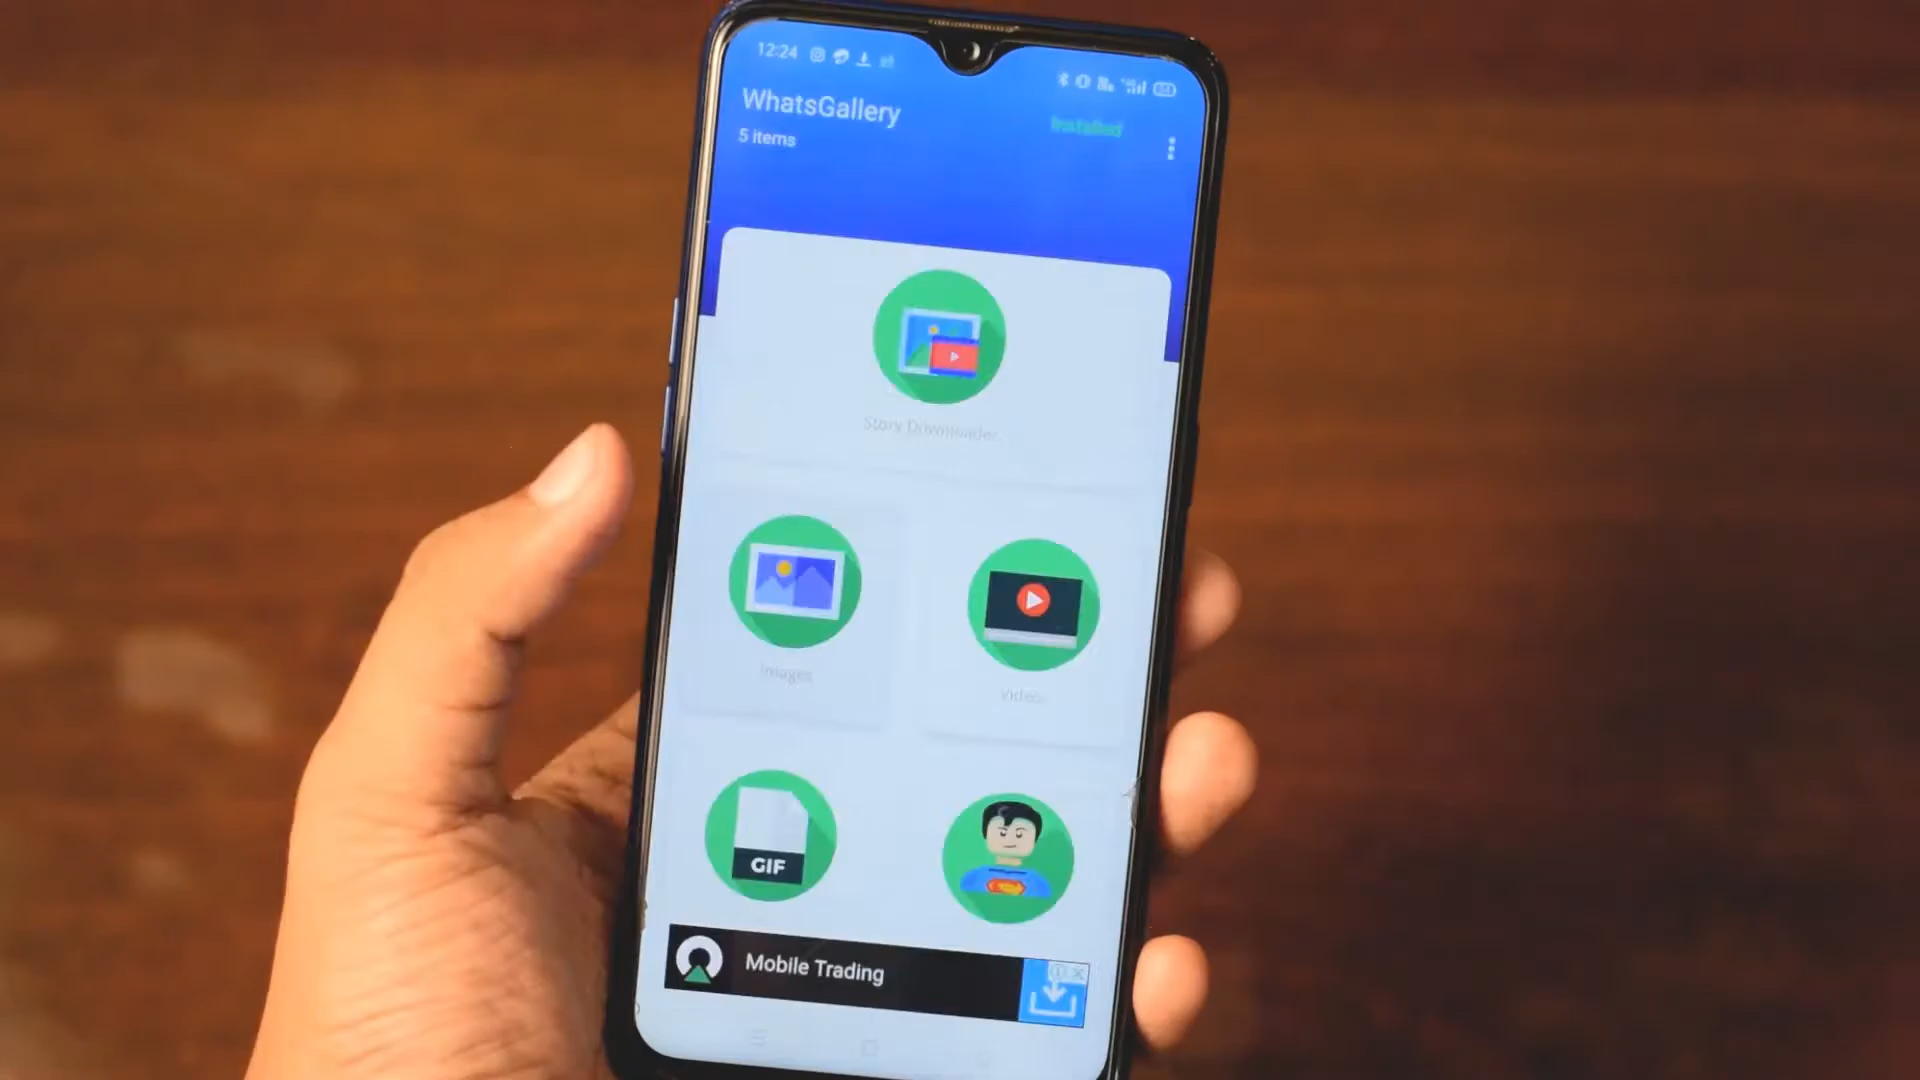 12:24
WhatsGallery
Installed
5 items
Story Downloader
Images
Videos
GIF
Mobile Trading